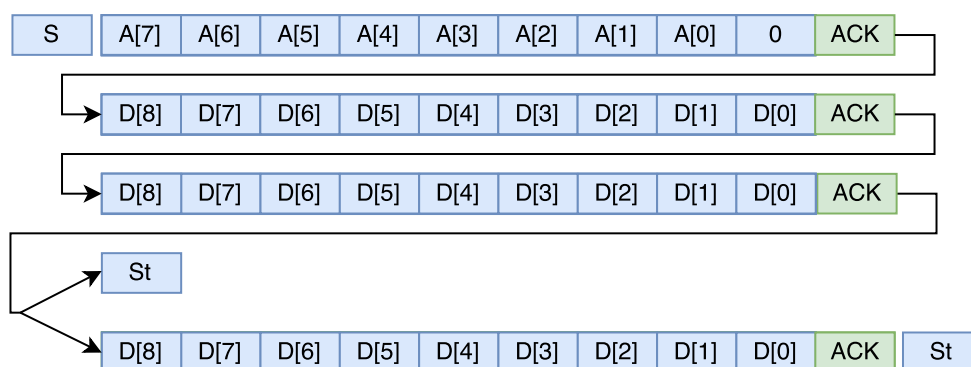 S A[7] A[6] A[5] A[4] A[3] A[2] A[1] A[0] 0 ACK
D[8] D[7] D[6] D[5] D[4] D[3] D[2] D[1] D[0] ACK
D[8] D[7] D[6] D[5] D[4] D[3] D[2] D[1] D[0] ACK
St
D[8] D[7] D[6] D[5] D[4] D[3] D[2] D[1] D[0] ACK St